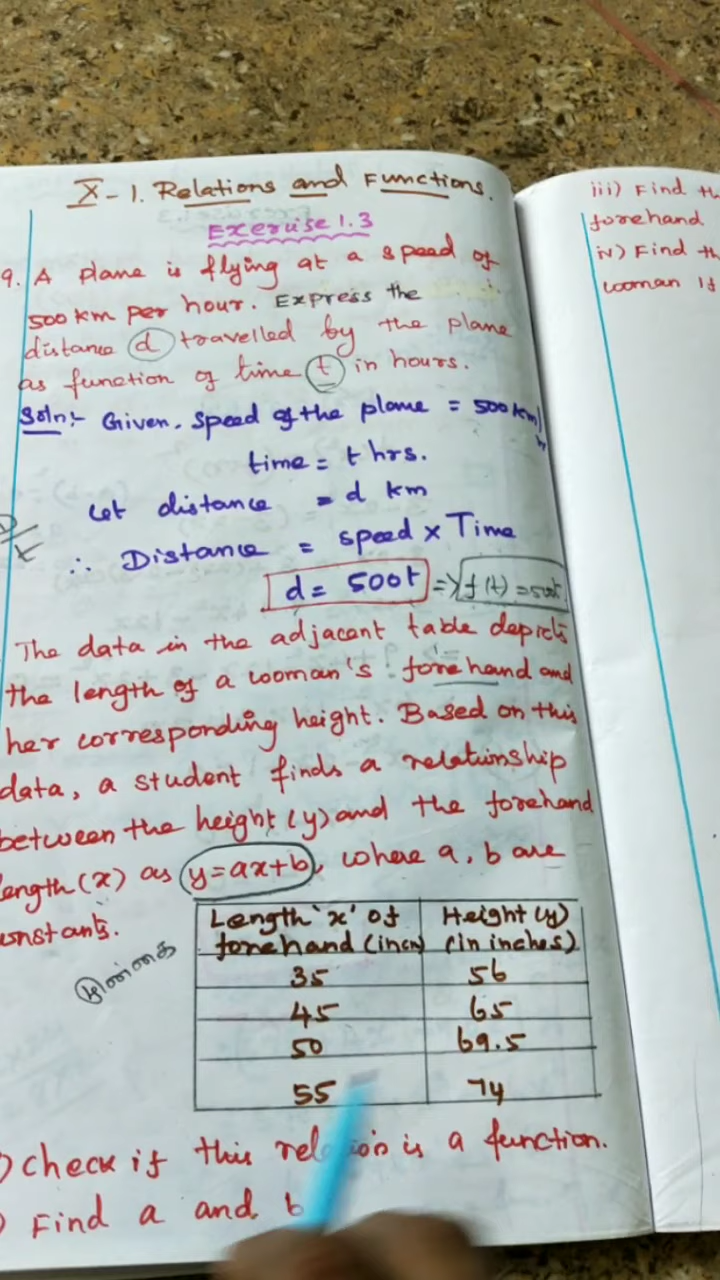 X-1. Relations and Functions.
Exercise 1.3
9. A plane is flying at a speed of
500 km per hour. Express the
distance d travelled by the plane
as function of time t in hours.
Soln:- Given, Speed of the plane = 500 km/
hr
time = t hrs.
Let distance = d km
∴ Distance = speed x Time
d = 500t => f(t) = 500t.
The data in the adjacant table depicts
the length of a woman's forehand and
her corresponding height. Based on this
data, a student finds a relationship
between the height (y) and the forehand
length (x) as y = ax+b, where a, b are
constants.
Length 'x' of forehand (in cm) Height (y) (in inches)
35 56
45 65
50 69.5
55 74
முன்கை
) Check if this relation is a function.
) Find a and b
iii) Find
forehand
iv) Find
woman